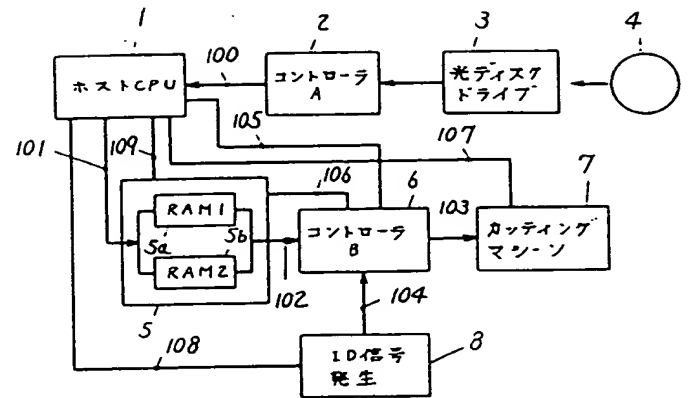 1
2
3
4
ホストCPU
100
コントローラ
A
光ディスク
ドライブ
105
107
101
109
106
6
7
RAM1
5a
5b
RAM2
102
コントローラ
B
103
カッティング
マシーン
5
104
108
ID信号
発生
8